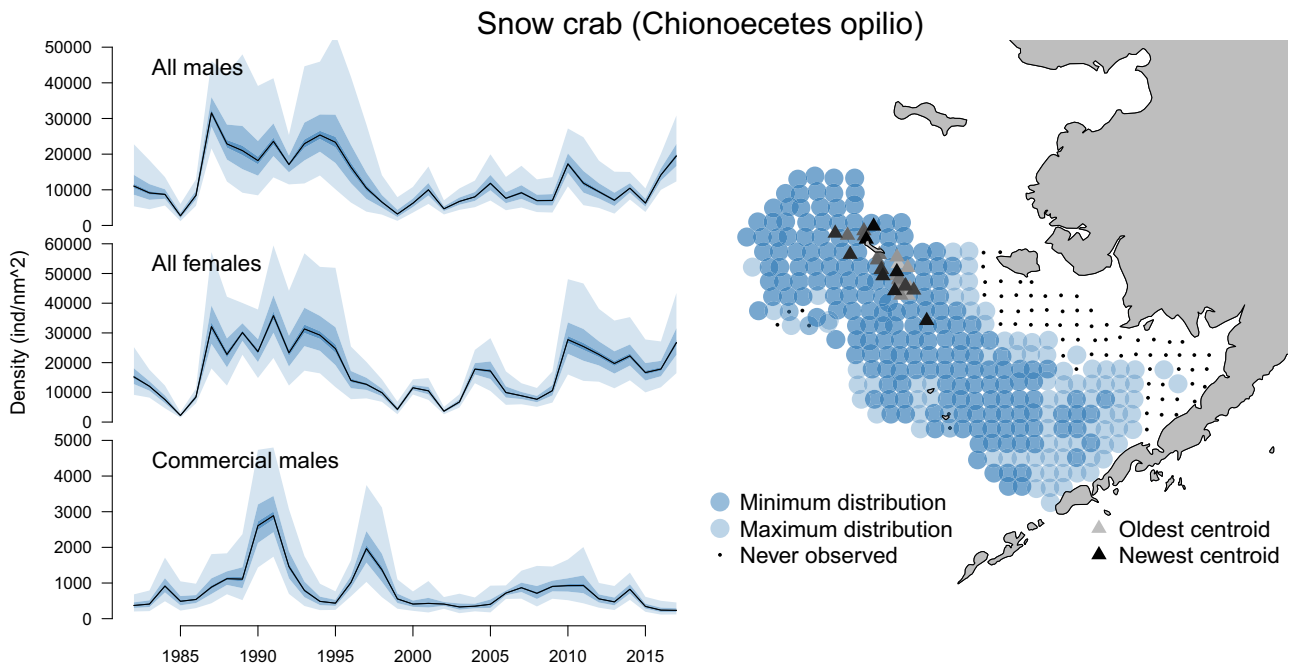 Snow crab (Chionoecetes opilio)
Density (ind/nm^2)
All males
50000
40000
30000
20000
10000
0
All females
60000
50000
40000
30000
20000
10000
0
Commercial males
5000
4000
3000
2000
1000
0
1985 1990 1995 2000 2005 2010 2015
Minimum distribution
Maximum distribution
Never observed
Oldest centroid
Newest centroid